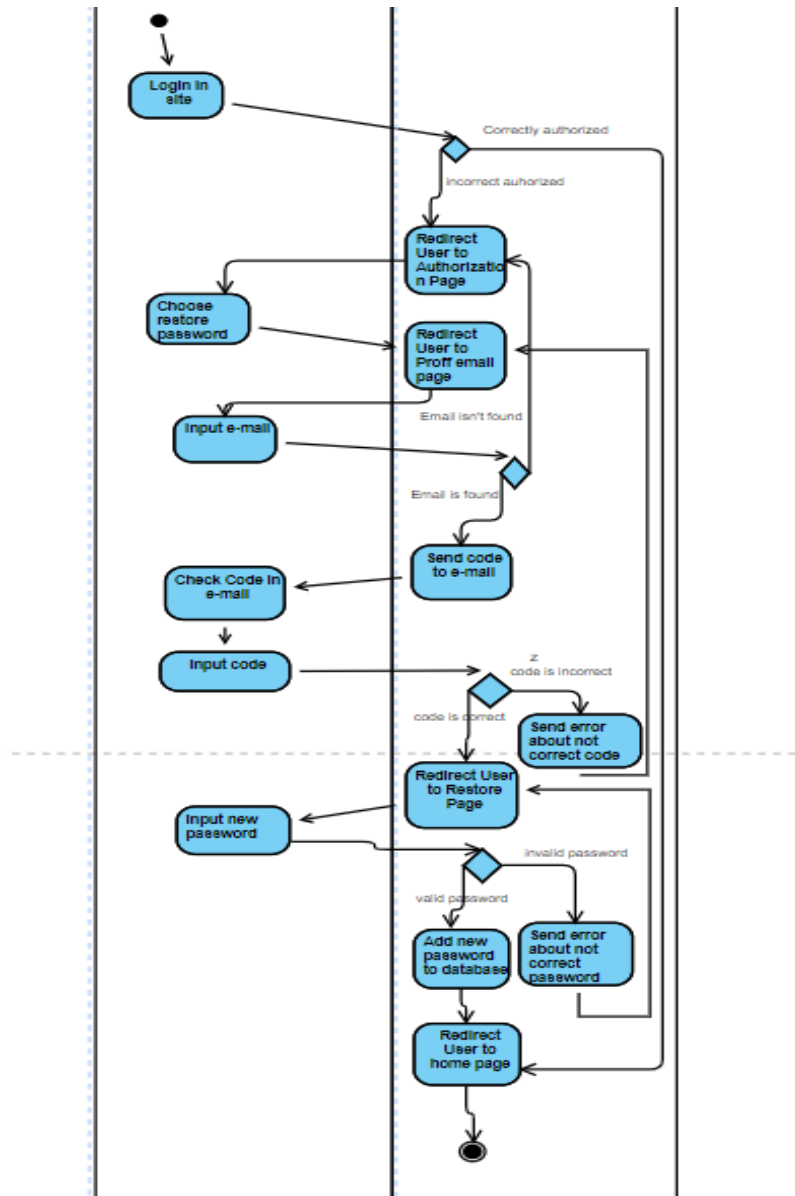 Login in
site
Correctly authorized
incorrect auhorized
Redirect
User to
Authorizatio
n Page
Choose
restore
password
Redirect
User to
Proff email
page
Email isn't found
Input e-mail
Email is found
Send code
to e-mail
Check Code in
e-mail
Input code
Z
code is incorrect
code is correct
Send error
about not
correct code
Redirect User
to Restore
Page
Input new
password
invalid password
valid password
Add new
password
to database
Send error
about not
correct
password
Redirect
User to
home page